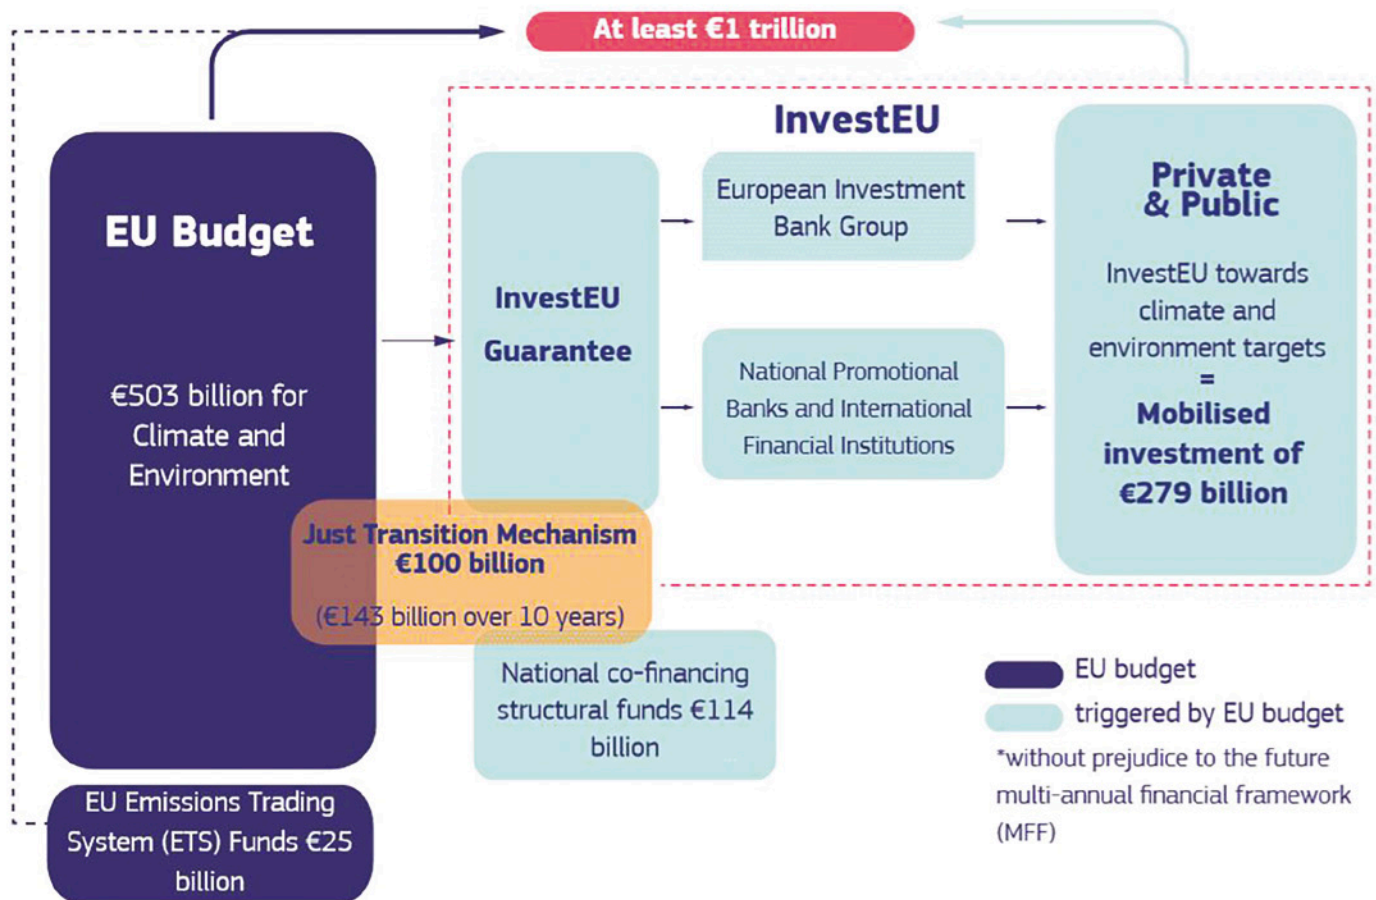 At least €1 trillion
InvestEU
EU Budget
€503 billion for
Climate and
Environment
InvestEU
Guarantee
European Investment
Bank Group
National Promotional
Banks and International
Financial Institutions
Private
& Public
InvestEU towards
climate and
environment targets
=
Mobilised
investment of
€279 billion
Just Transition Mechanism
€100 billion
(€143 billion over 10 years)
National co-financing
structural funds €114
billion
EU Emissions Trading
System (ETS) Funds €25
billion
EU budget
triggered by EU budget
*without prejudice to the future
multi-annual financial framework
(MFF)